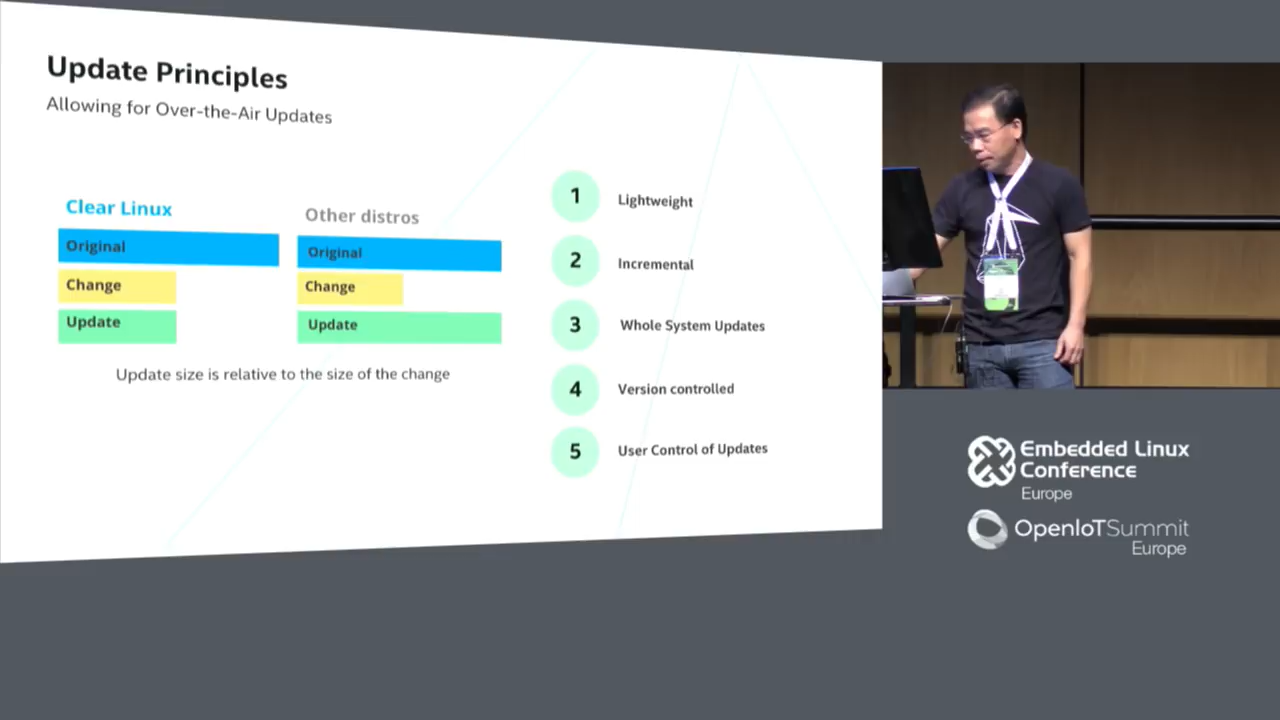 Update Principles
Allowing for Over-the-Air Updates
Clear Linux
Original
Change
Update
Other distros
Original
Change
Update
Update size is relative to the size of the change
1 Lightweight
2 Incremental
3 Whole System Updates
4 Version controlled
5 User Control of Updates
Embedded Linux
Conference
Europe
OpenIoTSummit
Europe